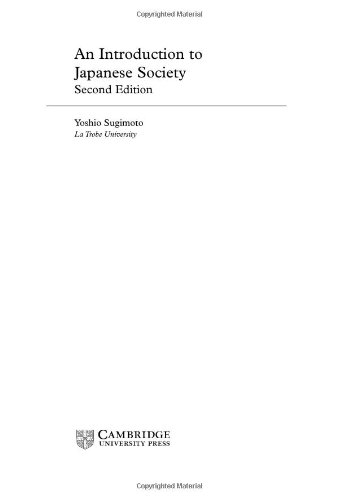 Copyrighted Material
An Introduction to
Japanese Society
Second Edition
Yoshio Sugimoto
La Trobe University
CAMBRIDGE
UNIVERSITY PRESS
Copyrighted Material